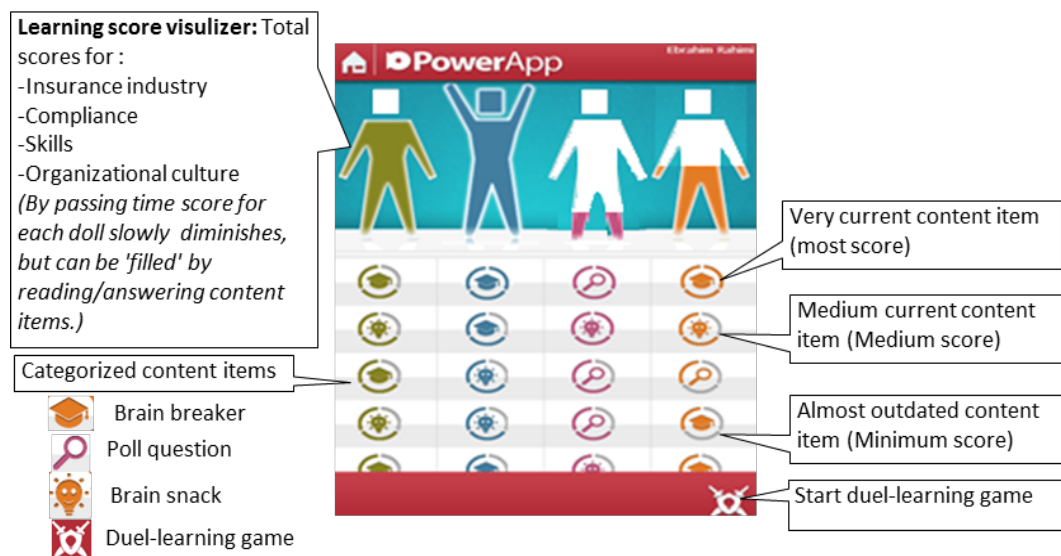 Learning score visulizer: Total
scores for :
-Insurance industry
-Compliance
-Skills
-Organizational culture
(By passing time score for
each doll slowly diminishes,
but can be 'filled' by
reading/answering content
items.)
Ebrahim Rahimi
PowerApp
Very current content item
(most score)
Medium current content
item (Medium score)
Categorized content items
Brain breaker
Poll question
Brain snack
Duel-learning game
Almost outdated content
item (Minimum score)
Start duel-learning game